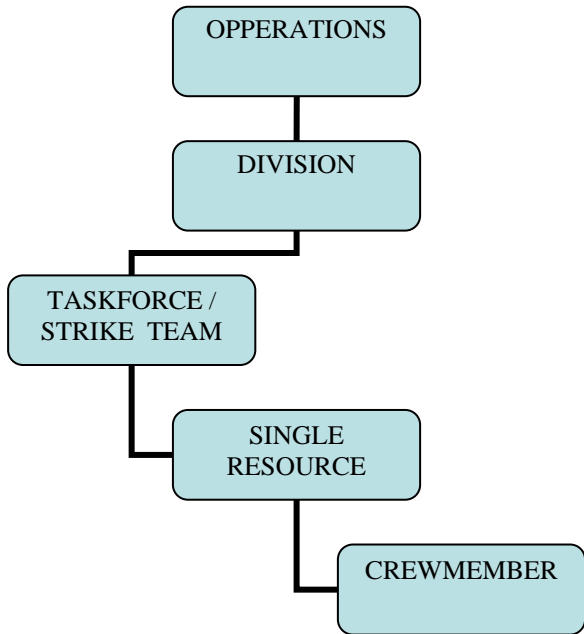 OPPERATIONS
DIVISION
TASKFORCE /
STRIKE TEAM
SINGLE
RESOURCE
CREWMEMBER